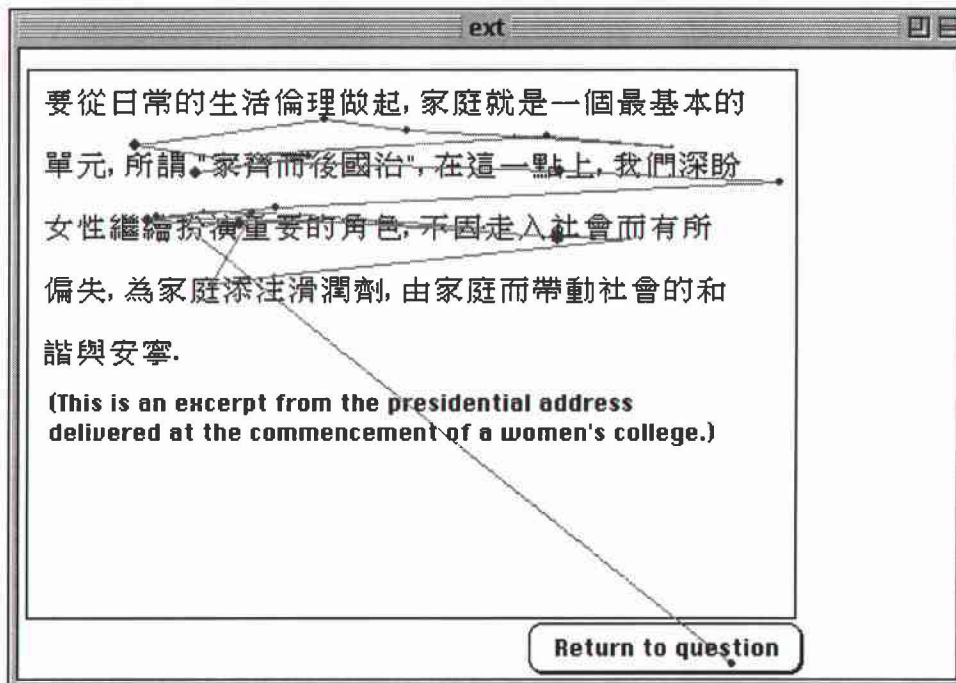 ext
要從日常的生活倫理做起, 家庭就是一個最基本的
單元, 所謂 "家齊而後國治", 在這一點上, 我們深盼
女性繼續扮演重要的角色, 不因走入社會而有所
偏失, 為家庭添注滑潤劑, 由家庭而帶動社會的和
諧與安寧.
(This is an excerpt from the presidential address
delivered at the commencement of a women's college.)
Return to question